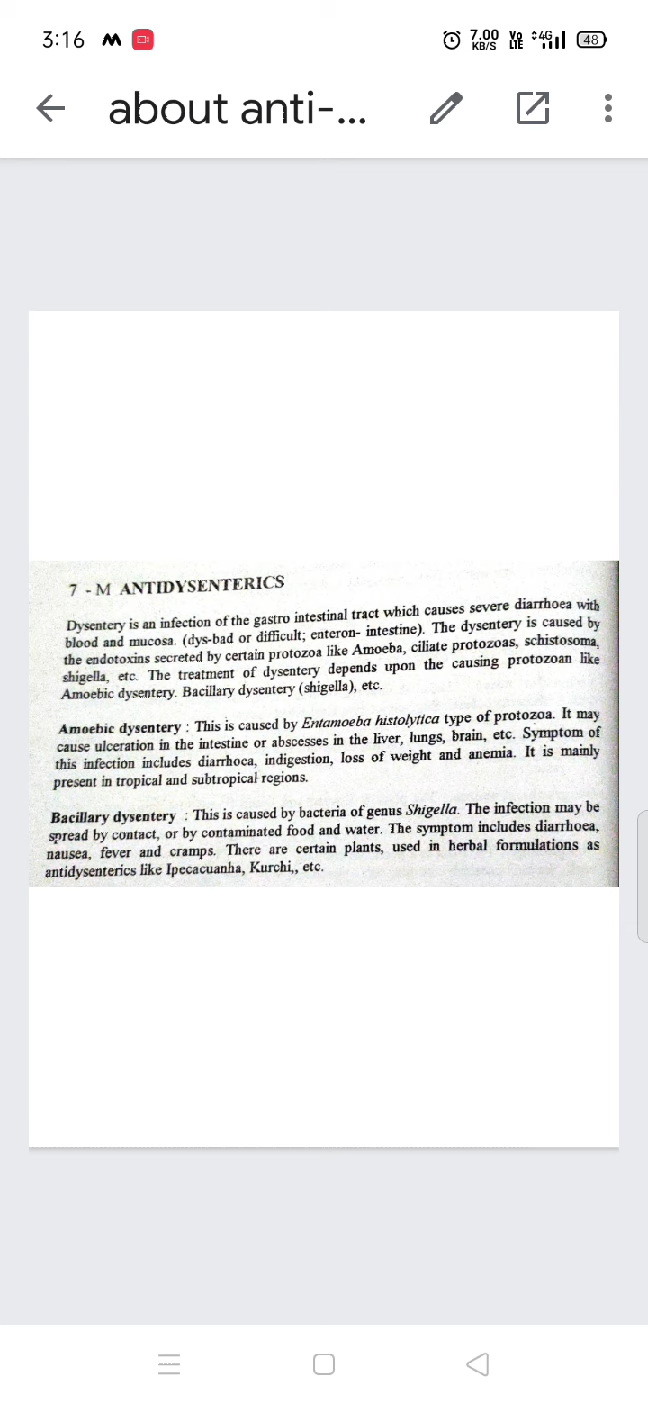 3:16
7.00 KB/S Vo LTE 4G 48
about anti-...
7 - M ANTIDYSENTERICS
Dysentery is an infection of the gastro intestinal tract which causes severe diarrhoea with
blood and mucosa. (dys-bad or difficult; enteron- intestine). The dysentery is caused by
the endotoxins secreted by certain protozoa like Amoeba, ciliate protozoas, schistosoma,
shigella, etc. The treatment of dysentery depends upon the causing protozoan like
Amoebic dysentery. Bacillary dysentery (shigella), etc.
Amoebic dysentery : This is caused by Entamoeba histolytica type of protozoa. It may
cause ulceration in the intestine or abscesses in the liver, lungs, brain, etc. Symptom of
this infection includes diarrhoea, indigestion, loss of weight and anemia. It is mainly
present in tropical and subtropical regions.
Bacillary dysentery : This is caused by bacteria of genus Shigella. The infection may be
spread by contact, or by contaminated food and water. The symptom includes diarrhoea,
nausea, fever and cramps. There are certain plants, used in herbal formulations as
antidysenterics like Ipecacuanha, Kurchi,, etc.